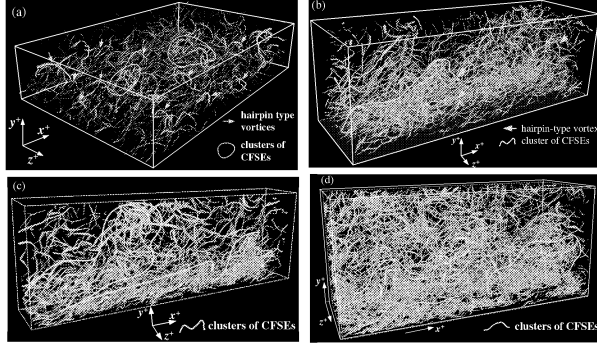 (a)
y+
x+
z+
hairpin type
vortices
clusters of
CFSEs
(b)
y+
x+
z+
hairpin-type vortex
cluster of CFSEs
(c)
y+
x+
z+
clusters of CFSEs
(d)
y+
z+
x+
clusters of CFSEs